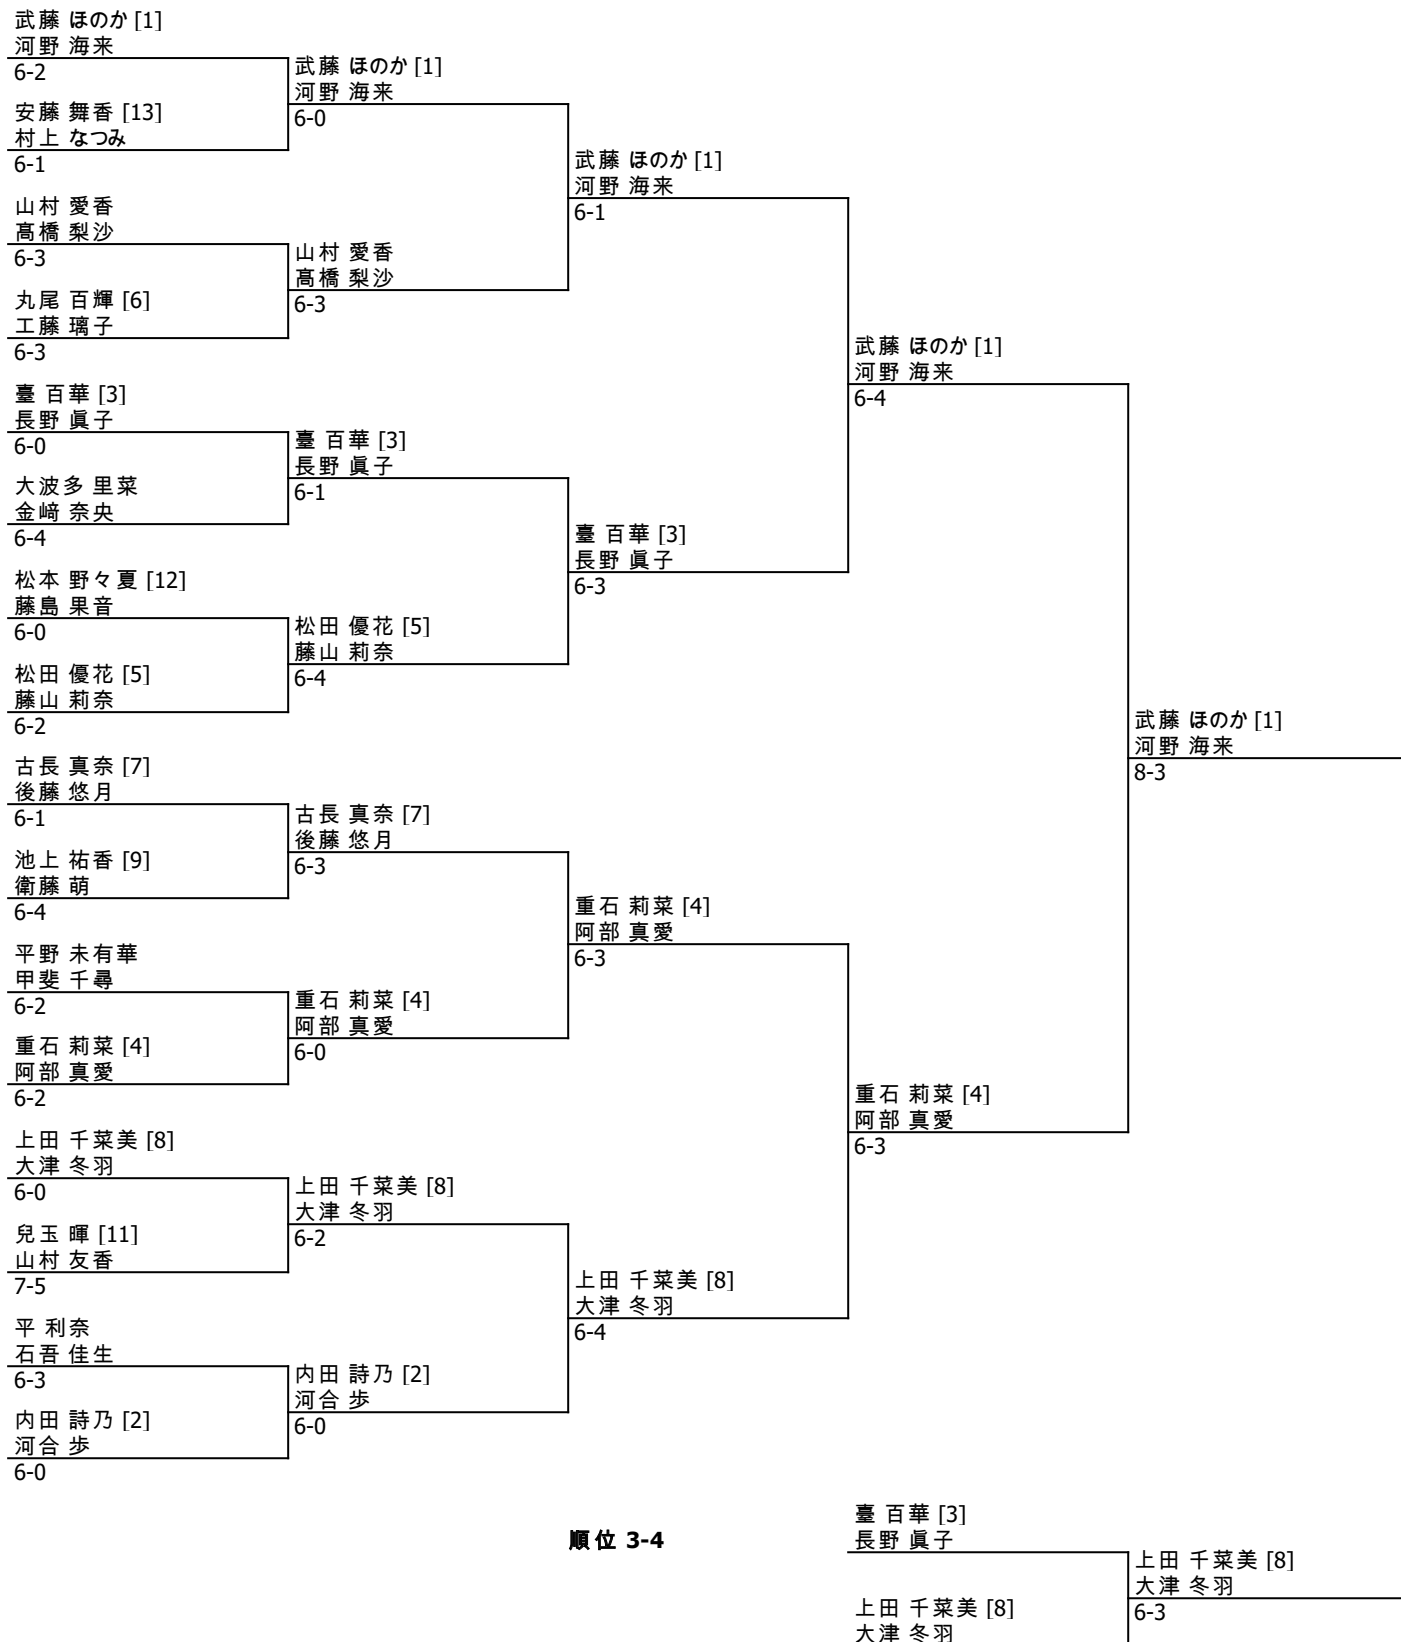 武藤 ほのか [1]
河野 海来
6-2
安藤 舞香 [13]
村上 なつみ
6-1
山村 愛香
髙橋 梨沙
6-3
丸尾 百輝 [6]
工藤 璃子
6-3
臺 百華 [3]
長野 眞子
6-0
大波多 里菜
金﨑 奈央
6-4
松本 野々夏 [12]
藤島 果音
6-0
松田 優花 [5]
藤山 莉奈
6-2
古長 真奈 [7]
後藤 悠月
6-1
池上 祐香 [9]
衛藤 萌
6-4
平野 未有華
甲斐 千尋
6-2
重石 莉菜 [4]
阿部 真愛
6-2
上田 千菜美 [8]
大津 冬羽
6-0
兒玉 暉 [11]
山村 友香
7-5
平 利奈
石吾 佳生
6-3
内田 詩乃 [2]
河合 歩
6-0
武藤 ほのか [1]
河野 海来
6-0
山村 愛香
髙橋 梨沙
6-3
臺 百華 [3]
長野 眞子
6-1
松田 優花 [5]
藤山 莉奈
6-4
古長 真奈 [7]
後藤 悠月
6-3
重石 莉菜 [4]
阿部 真愛
6-0
上田 千菜美 [8]
大津 冬羽
6-2
内田 詩乃 [2]
河合 歩
6-0
武藤 ほのか [1]
河野 海来
6-1
臺 百華 [3]
長野 眞子
6-3
重石 莉菜 [4]
阿部 真愛
6-3
上田 千菜美 [8]
大津 冬羽
6-4
武藤 ほのか [1]
河野 海来
6-4
重石 莉菜 [4]
阿部 真愛
6-3
武藤 ほのか [1]
河野 海来
8-3
順位 3-4
臺 百華 [3]
長野 眞子
上田 千菜美 [8]
大津 冬羽
上田 千菜美 [8]
大津 冬羽
6-3